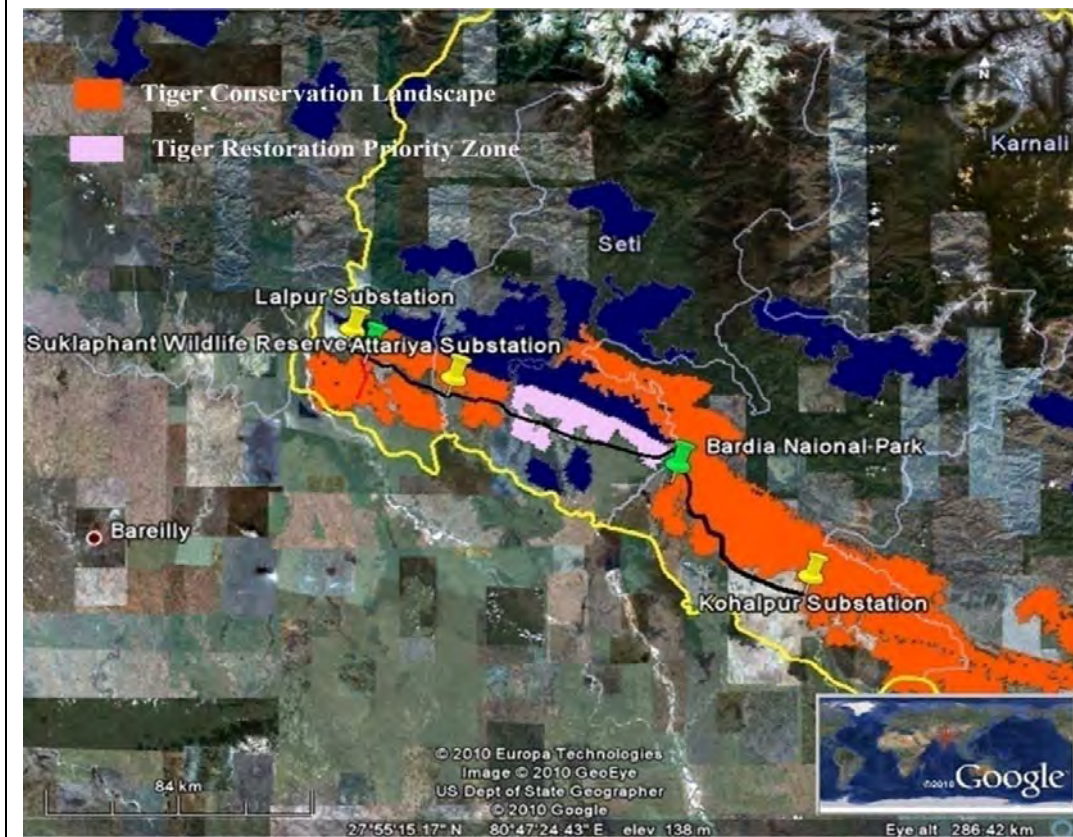 Tiger Conservation Landscape
Tiger Restoration Priority Zone
N
Karnali
Seti
Lalpur Substation
Suklaphant Wildlife Reserve
Attariya Substation
Bardia Naional Park
Bareilly
Kohalpur Substation
84 km
© 2010 Europa Technologies
Image © 2010 GeoEye
US Dept of State Geographer
© 2010 Google
©2010 Google
27°55'15.17" N 80°47'24.43" E elev 138 m
Eye alt 286.42 km